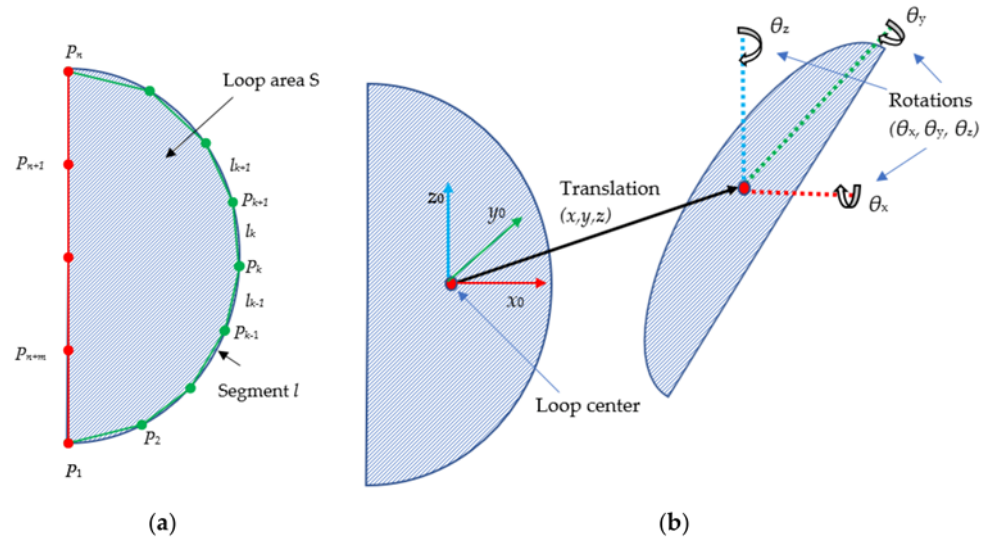 Pn
Loop area S
Pn+1
lk+1
Pk+1
lk
Pk
lk-1
Pn+m
Pk-1
Segment l
P2
P1
(a)
θz
θy
Rotations
(θx, θy, θz)
Translation
(x,y,z)
z0
y0
x0
θx
Loop center
(b)